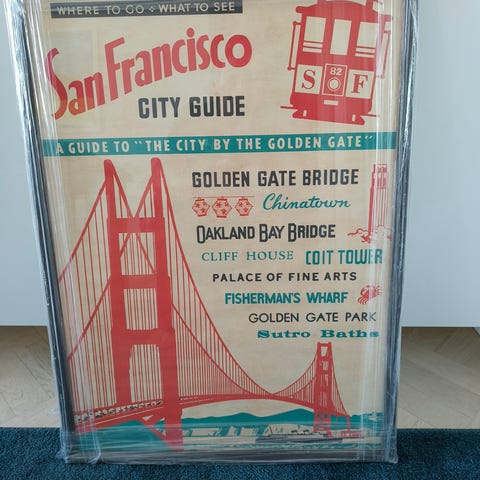 WHERE TO GO WHAT TO SEE
San Francisco
CITY GUIDE
82
S F
A GUIDE TO "THE CITY BY THE GOLDEN GATE"
GOLDEN GATE BRIDGE
Chinatown
OAKLAND BAY BRIDGE
CLIFF HOUSE COIT TOWER
PALACE OF FINE ARTS
FISHERMAN'S WHARF
GOLDEN GATE PARK
Sutro Baths